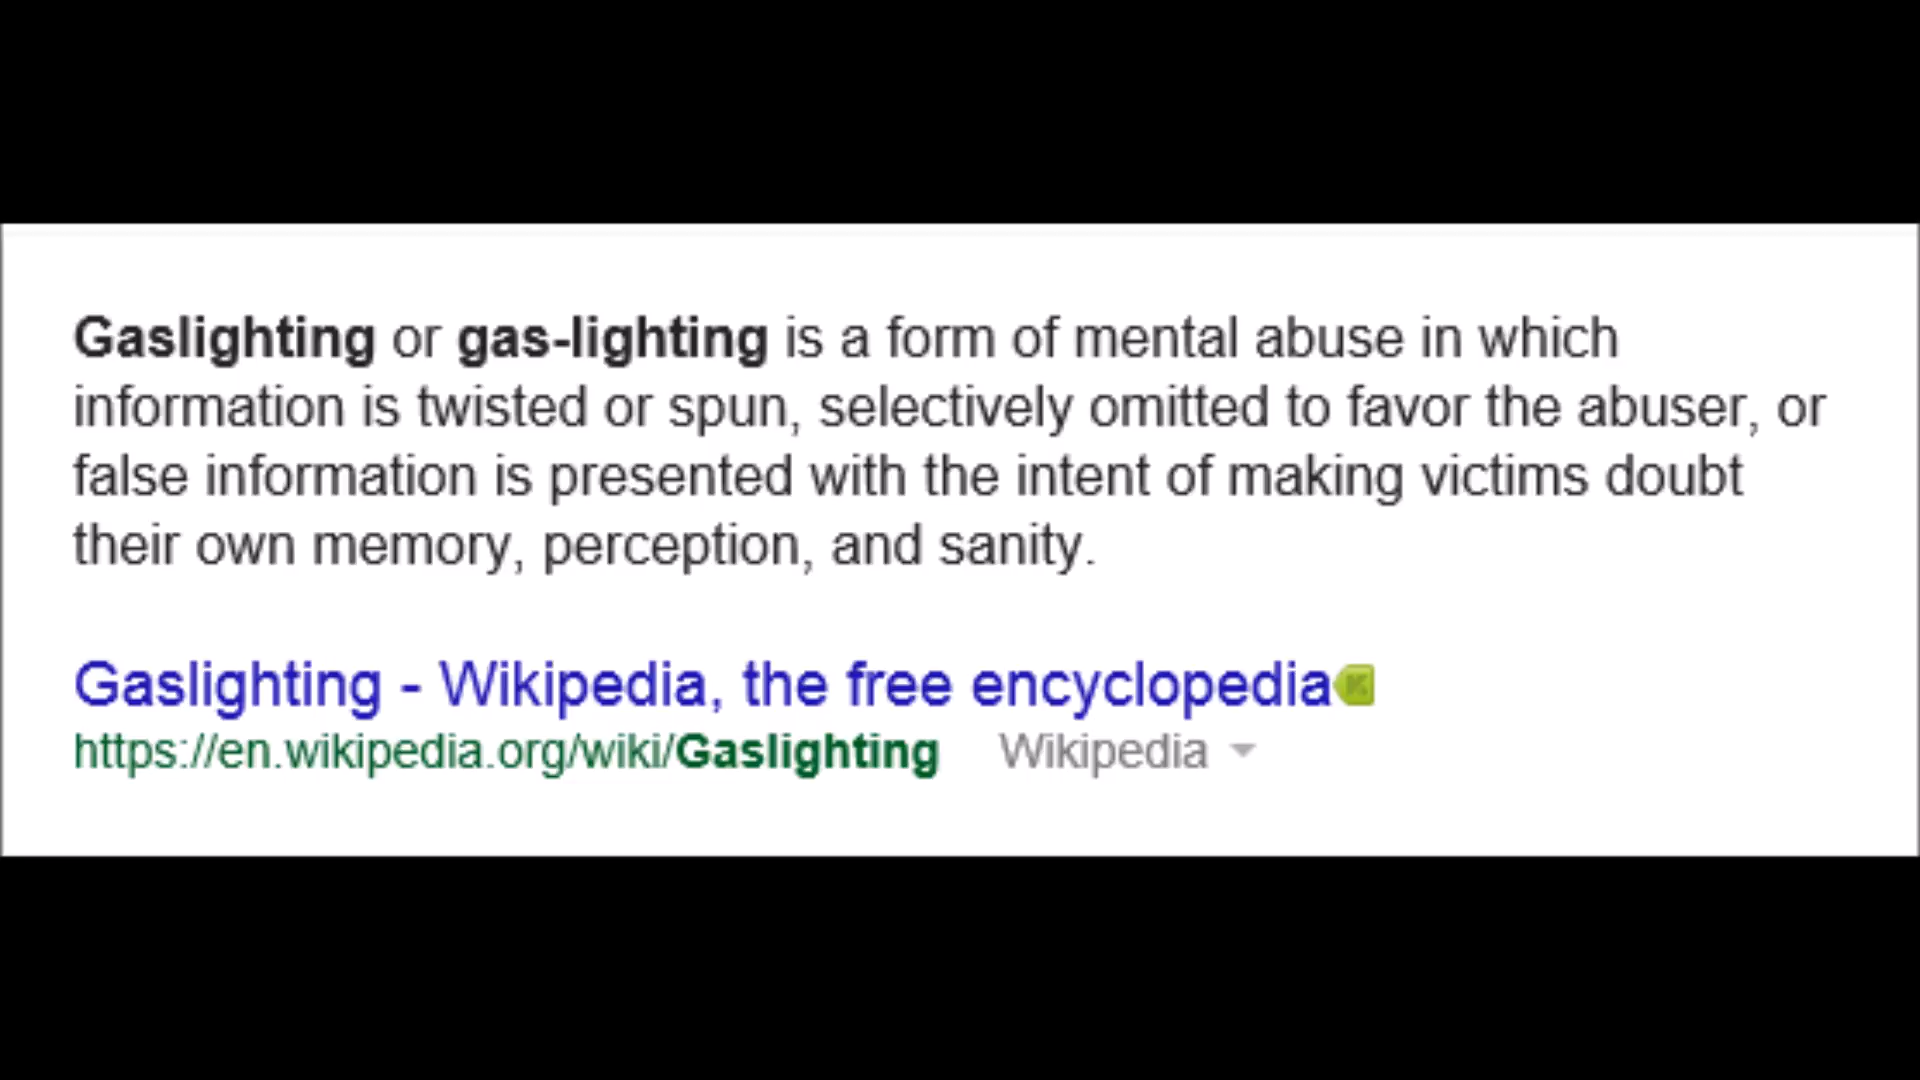 Gaslighting or gas-lighting is a form of mental abuse in which
information is twisted or spun, selectively omitted to favor the abuser, or
false information is presented with the intent of making victims doubt
their own memory, perception, and sanity.
Gaslighting - Wikipedia, the free encyclopedia
https://en.wikipedia.org/wiki/Gaslighting Wikipedia